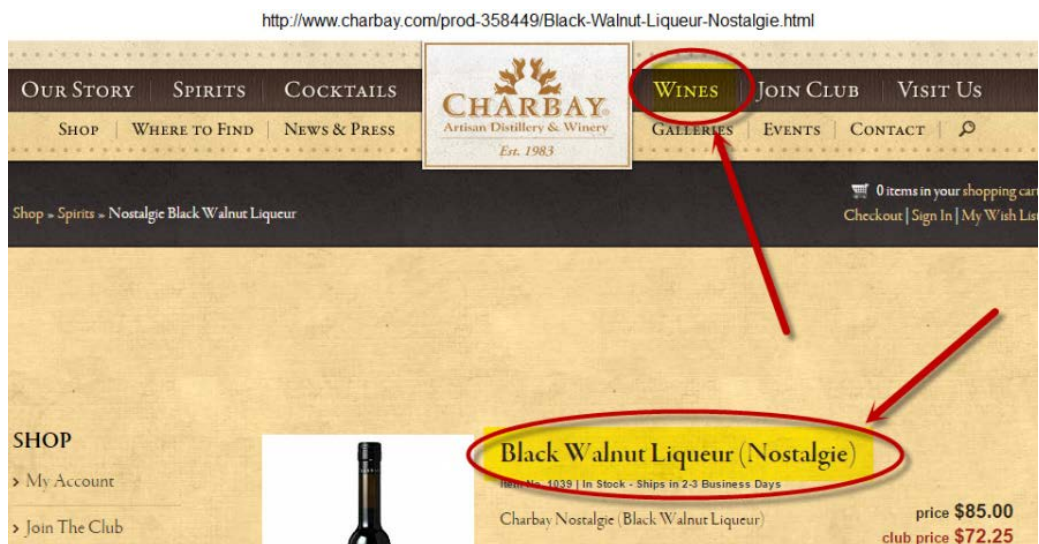 http://www.charbay.com/prod-358449/Black-Walnut-Liqueur-Nostalgie.html
OUR STORY SPIRITS COCKTAILS
CHARBAY
Artisan Distillery & Winery
Est. 1983
WINES JOIN CLUB VISIT US
SHOP WHERE TO FIND NEWS & PRESS
GALLERIES EVENTS CONTACT
0 items in your shopping cart
Shop » Spirits » Nostalgie Black Walnut Liqueur
Checkout | Sign In | My Wish List
SHOP
› My Account
› Join The Club
Black Walnut Liqueur (Nostalgie)
Item No. 1039 | In Stock - Ships in 2-3 Business Days
Charbay Nostalgie (Black Walnut Liqueur)
price $85.00
club price $72.25